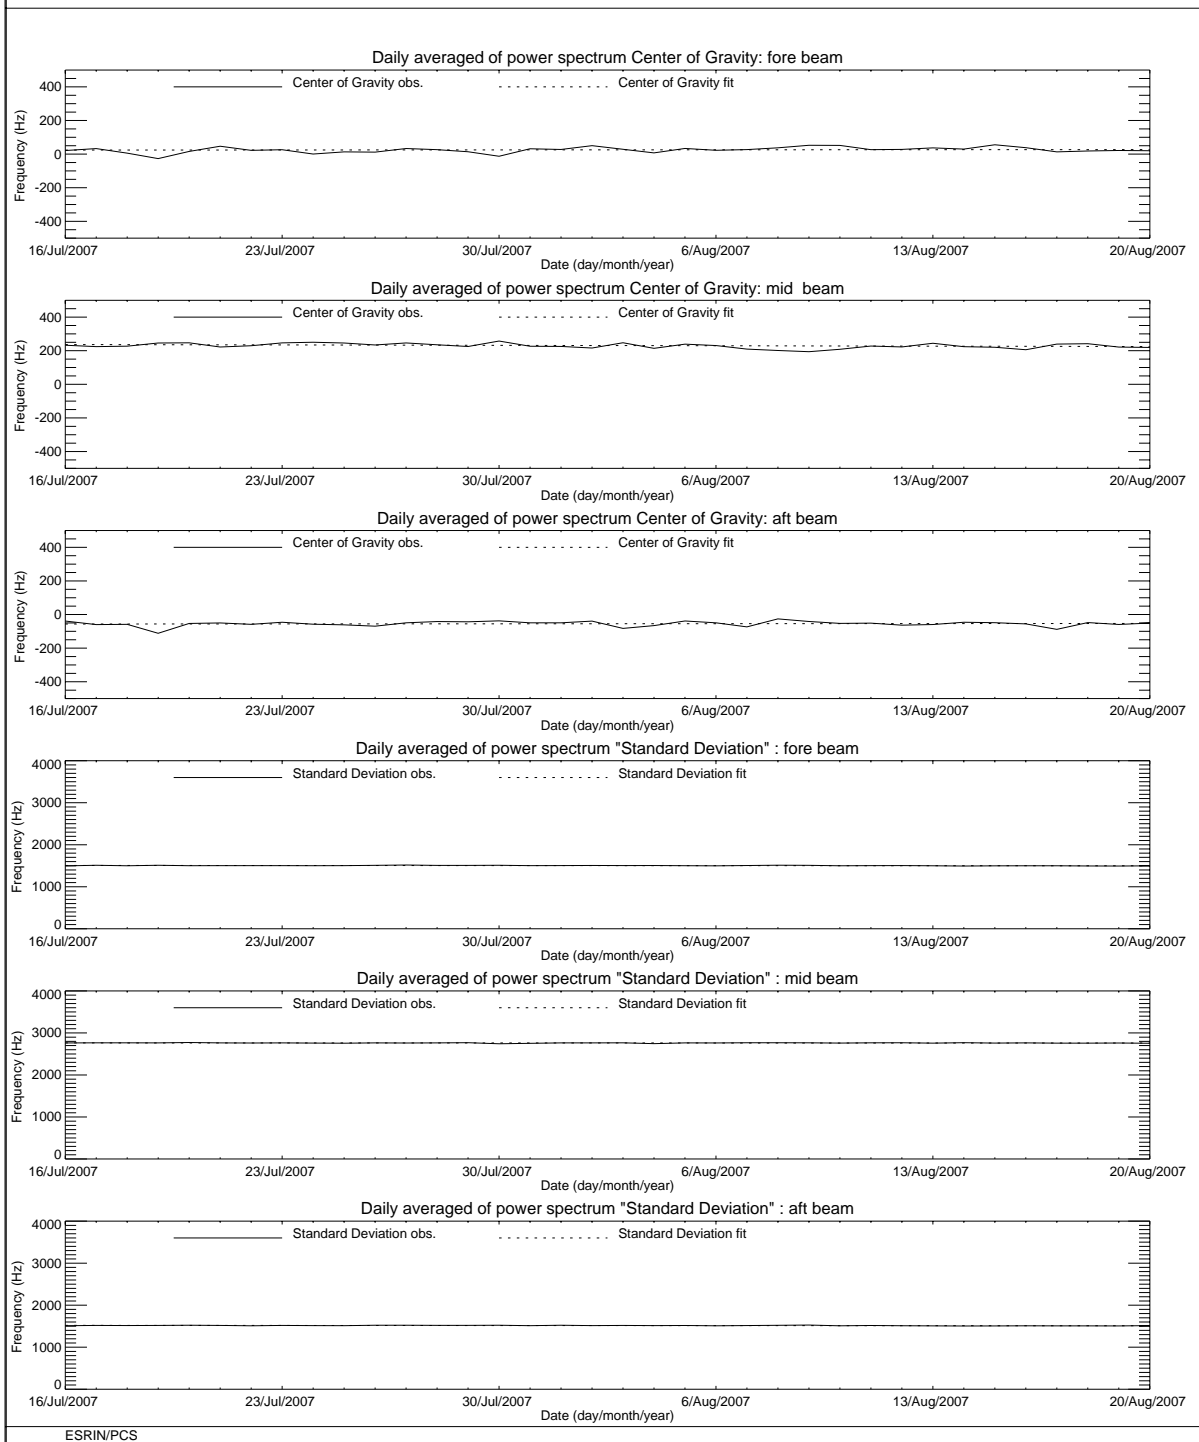 Daily averaged of power spectrum Center of Gravity: fore beam
Center of Gravity obs. Center of Gravity fit
Frequency (Hz)
400
200
0
-200
-400
16/Jul/2007 23/Jul/2007 30/Jul/2007 6/Aug/2007 13/Aug/2007 20/Aug/2007
Date (day/month/year)
Daily averaged of power spectrum Center of Gravity: mid beam
Center of Gravity obs. Center of Gravity fit
Frequency (Hz)
400
200
0
-200
-400
16/Jul/2007 23/Jul/2007 30/Jul/2007 6/Aug/2007 13/Aug/2007 20/Aug/2007
Date (day/month/year)
Daily averaged of power spectrum Center of Gravity: aft beam
Center of Gravity obs. Center of Gravity fit
Frequency (Hz)
400
200
0
-200
-400
16/Jul/2007 23/Jul/2007 30/Jul/2007 6/Aug/2007 13/Aug/2007 20/Aug/2007
Date (day/month/year)
Daily averaged of power spectrum "Standard Deviation" : fore beam
Standard Deviation obs. Standard Deviation fit
Frequency (Hz)
4000
3000
2000
1000
0
16/Jul/2007 23/Jul/2007 30/Jul/2007 6/Aug/2007 13/Aug/2007 20/Aug/2007
Date (day/month/year)
Daily averaged of power spectrum "Standard Deviation" : mid beam
Standard Deviation obs. Standard Deviation fit
Frequency (Hz)
4000
3000
2000
1000
0
16/Jul/2007 23/Jul/2007 30/Jul/2007 6/Aug/2007 13/Aug/2007 20/Aug/2007
Date (day/month/year)
Daily averaged of power spectrum "Standard Deviation" : aft beam
Standard Deviation obs. Standard Deviation fit
Frequency (Hz)
4000
3000
2000
1000
0
16/Jul/2007 23/Jul/2007 30/Jul/2007 6/Aug/2007 13/Aug/2007 20/Aug/2007
Date (day/month/year)
ESRIN/PCS